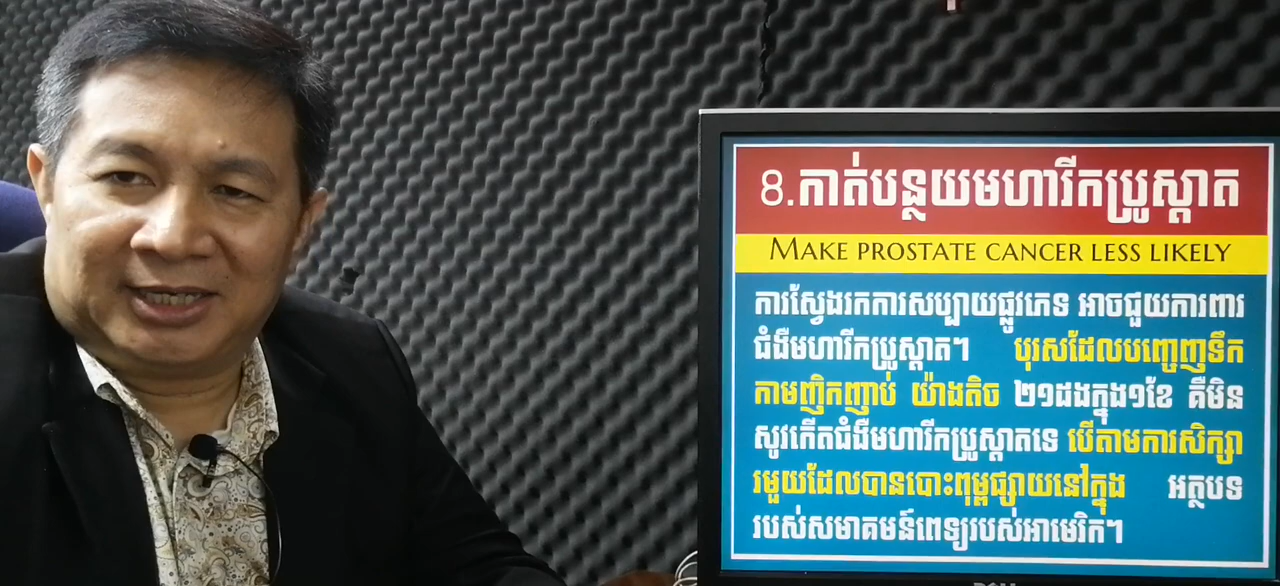 ៨.កាត់បន្ថយមហារីកប្រូស្តាត
MAKE PROSTATE CANCER LESS LIKELY
ការស្វែងរកការសប្បាយផ្លូវភេទ អាចជួយការពារ
ជំងឺមហារីកប្រូស្តាត។ បុរសដែលបញ្ចេញទឹក
កាមញឹកញាប់ យ៉ាងតិច ២១ដងក្នុង១ខែ គឺមិន
សូវកើតជំងឺមហារីកប្រូស្តាតទេ បើតាមការសិក្សា
រមួយដែលបានបោះពុម្ពផ្សាយនៅក្នុង អត្ថបទ
របស់សមាគមន៍ពេទ្យរបស់អាមេរិក។